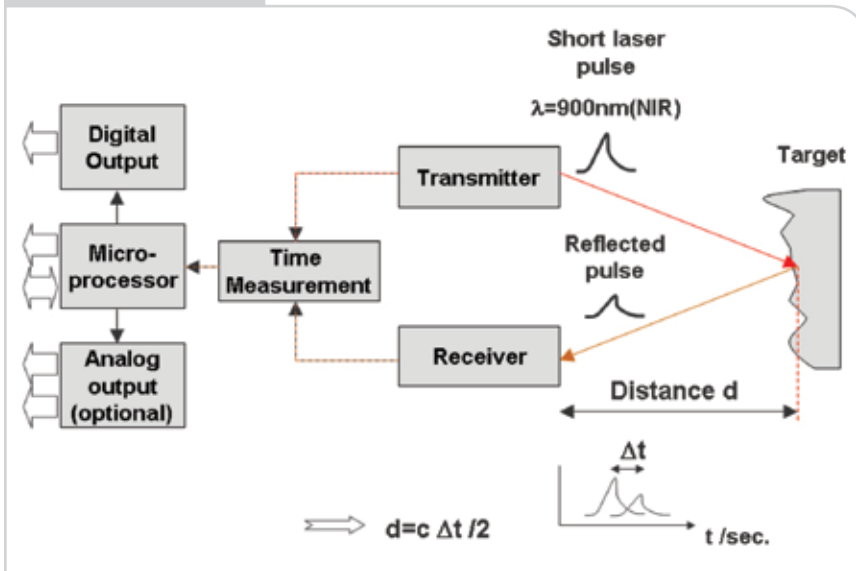 Short laser
pulse
λ=900nm(NIR)
Digital
Output
Transmitter
Target
Micro-
processor
Time
Measurement
Reflected
pulse
Analog
output
(optional)
Receiver
Distance d
Δt
d=c Δt /2
t /sec.